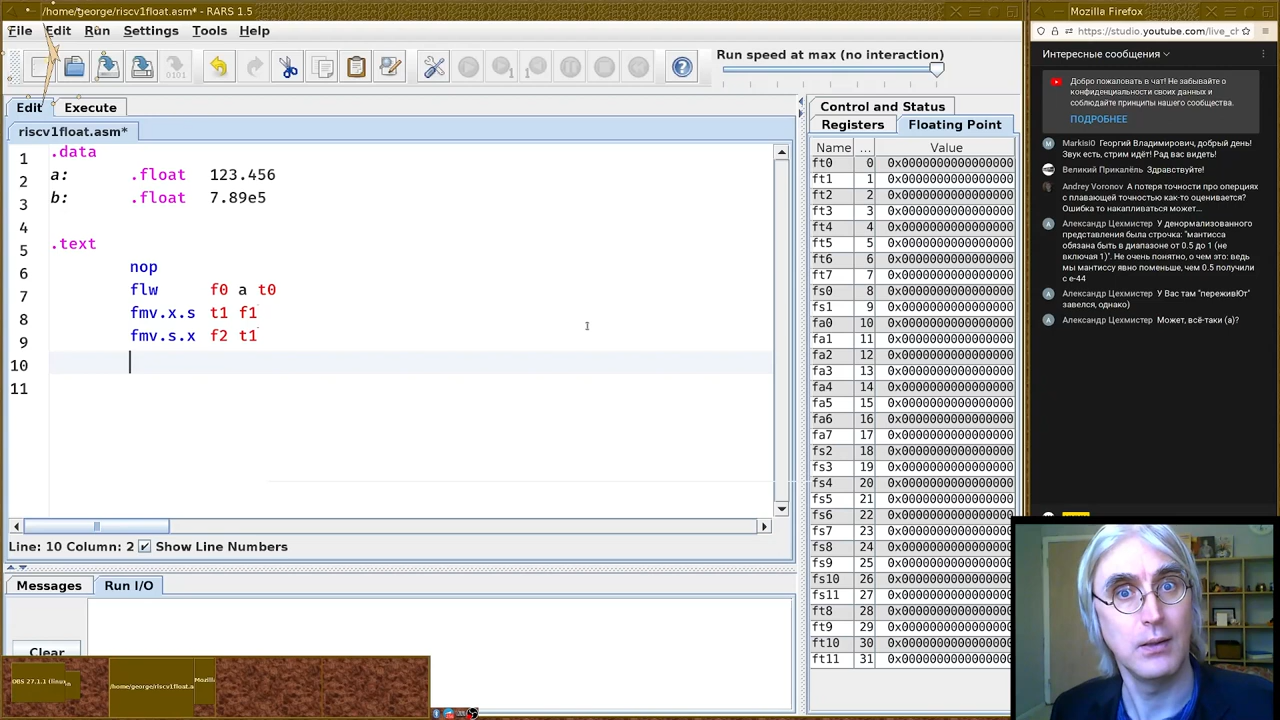 /home/george/riscv1float.asm* - RARS 1.5
File Edit Run Settings Tools Help
Run speed at max (no interaction)
Edit Execute
riscv1float.asm*
1 .data
2 a: .float 123.456
3 b: .float 7.89e5
4
5 .text
6 nop
7 flw f0 a t0
8 fmv.x.s t1 f1
9 fmv.s.x f2 t1
10
11
Line: 10 Column: 2 Show Line Numbers
Messages Run I/O
Clear
Control and Status
Registers Floating Point
Name ... Value
ft0 0 0x0000000000000000
ft1 1 0x0000000000000000
ft2 2 0x0000000000000000
ft3 3 0x0000000000000000
ft4 4 0x0000000000000000
ft5 5 0x0000000000000000
ft6 6 0x0000000000000000
ft7 7 0x0000000000000000
fs0 8 0x0000000000000000
fs1 9 0x0000000000000000
fa0 10 0x0000000000000000
fa1 11 0x0000000000000000
fa2 12 0x0000000000000000
fa3 13 0x0000000000000000
fa4 14 0x0000000000000000
fa5 15 0x0000000000000000
fa6 16 0x0000000000000000
fa7 17 0x0000000000000000
fs2 18 0x0000000000000000
fs3 19 0x0000000000000000
fs4 20 0x0000000000000000
fs5 21 0x0000000000000000
fs6 22 0x0000000000000000
fs7 23 0x0000000000000000
fs8 24 0x0000000000000000
fs9 25 0x0000000000000000
fs10 26 0x0000000000000000
fs11 27 0x0000000000000000
ft8 28 0x0000000000000000
ft9 29 0x0000000000000000
ft10 30 0x0000000000000000
ft11 31 0x0000000000000000
Mozilla Firefox
https://studio.youtube.com/live_ch
Интересные сообщения
Добро пожаловать в чат! Не забывайте о
конфиденциальности своих данных и
соблюдайте принципы нашего сообщества.
ПОДРОБНЕЕ
MarkisI0 Георгий Владимирович, добрый день!
Звук есть, стрим идёт! Рад вас видеть!
Великий Прикалёль Здравствуйте!
Andrey Voronov А потеря точности про оперциях
с плавающей точностью как-то оценивается?
Ошибка то накапливаться может...
Александр Цехмистер У денормализованного
представления была строчка: "мантисса
обязана быть в диапазоне от 0.5 до 1 (не
включая 1)". Не очень понятно, о чем это: ведь
мы мантиссу явно поменьше, чем 0.5 получили
с e-44
Александр Цехмистер У Вас там "переживЮт"
завелся, однако)
Александр Цехмистер Может, всё-таки (a)?
OBS 27.1.1 (linux
/home/george/riscv1float.a
Mozill